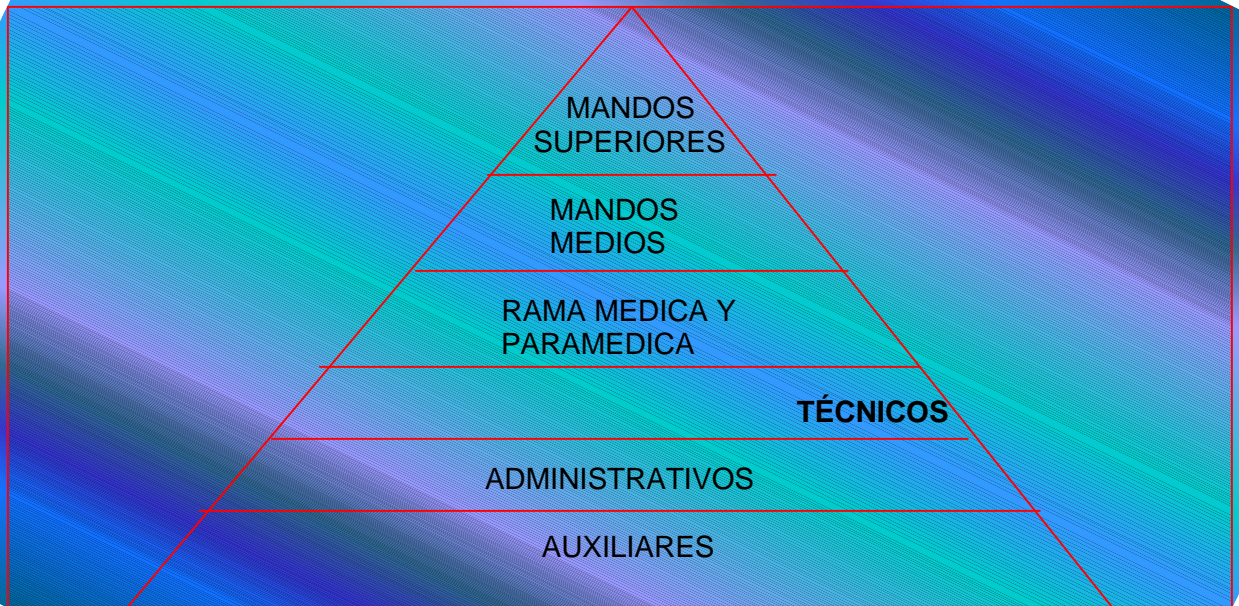 MANDOS
SUPERIORES
MANDOS
MEDIOS
RAMA MEDICA Y
PARAMEDICA
TÉCNICOS
ADMINISTRATIVOS
AUXILIARES